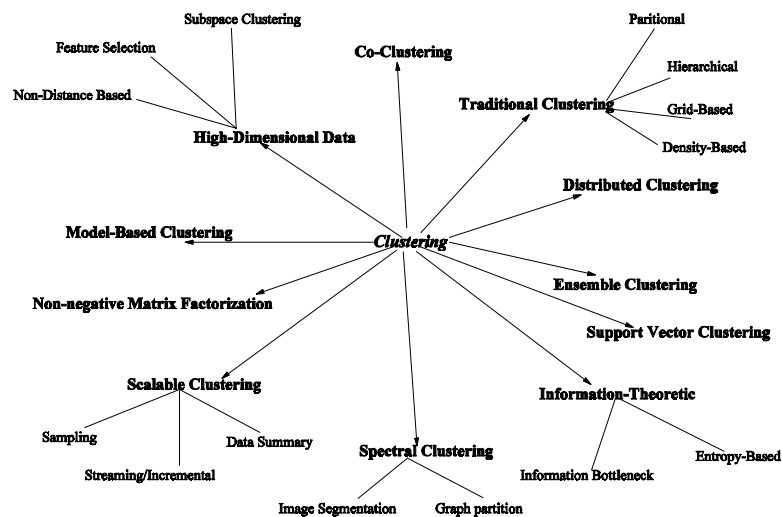 Subspace Clustering
Paritional
Feature Selection
Co-Clustering
Hierarchical
Non-Distance Based
Traditional Clustering
Grid-Based
High-Dimensional Data
Density-Based
Distributed Clustering
Model-Based Clustering
Clustering
Ensemble Clustering
Non-negative Matrix Factorization
Support Vector Clustering
Scalable Clustering
Information-Theoretic
Sampling
Data Summary
Spectral Clustering
Entropy-Based
Streaming/Incremental
Information Bottleneck
Image Segmentation
Graph partition